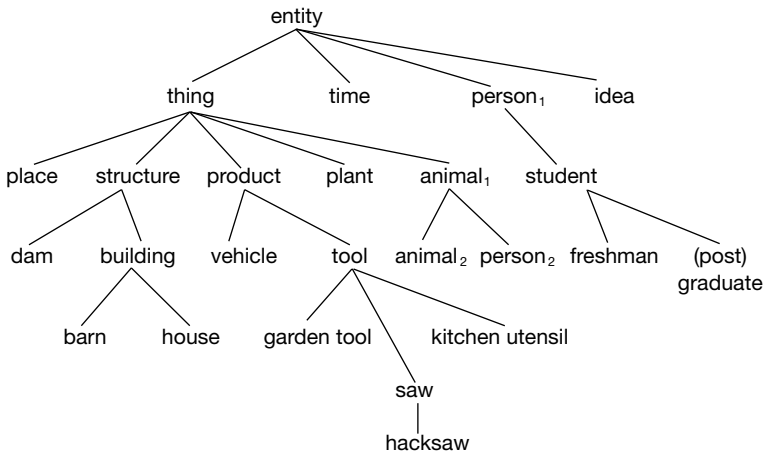 entity
thing time person₁ idea
place structure product plant animal₁ student
dam building vehicle tool animal₂ person₂ freshman (post)
graduate
barn house garden tool kitchen utensil
saw
hacksaw